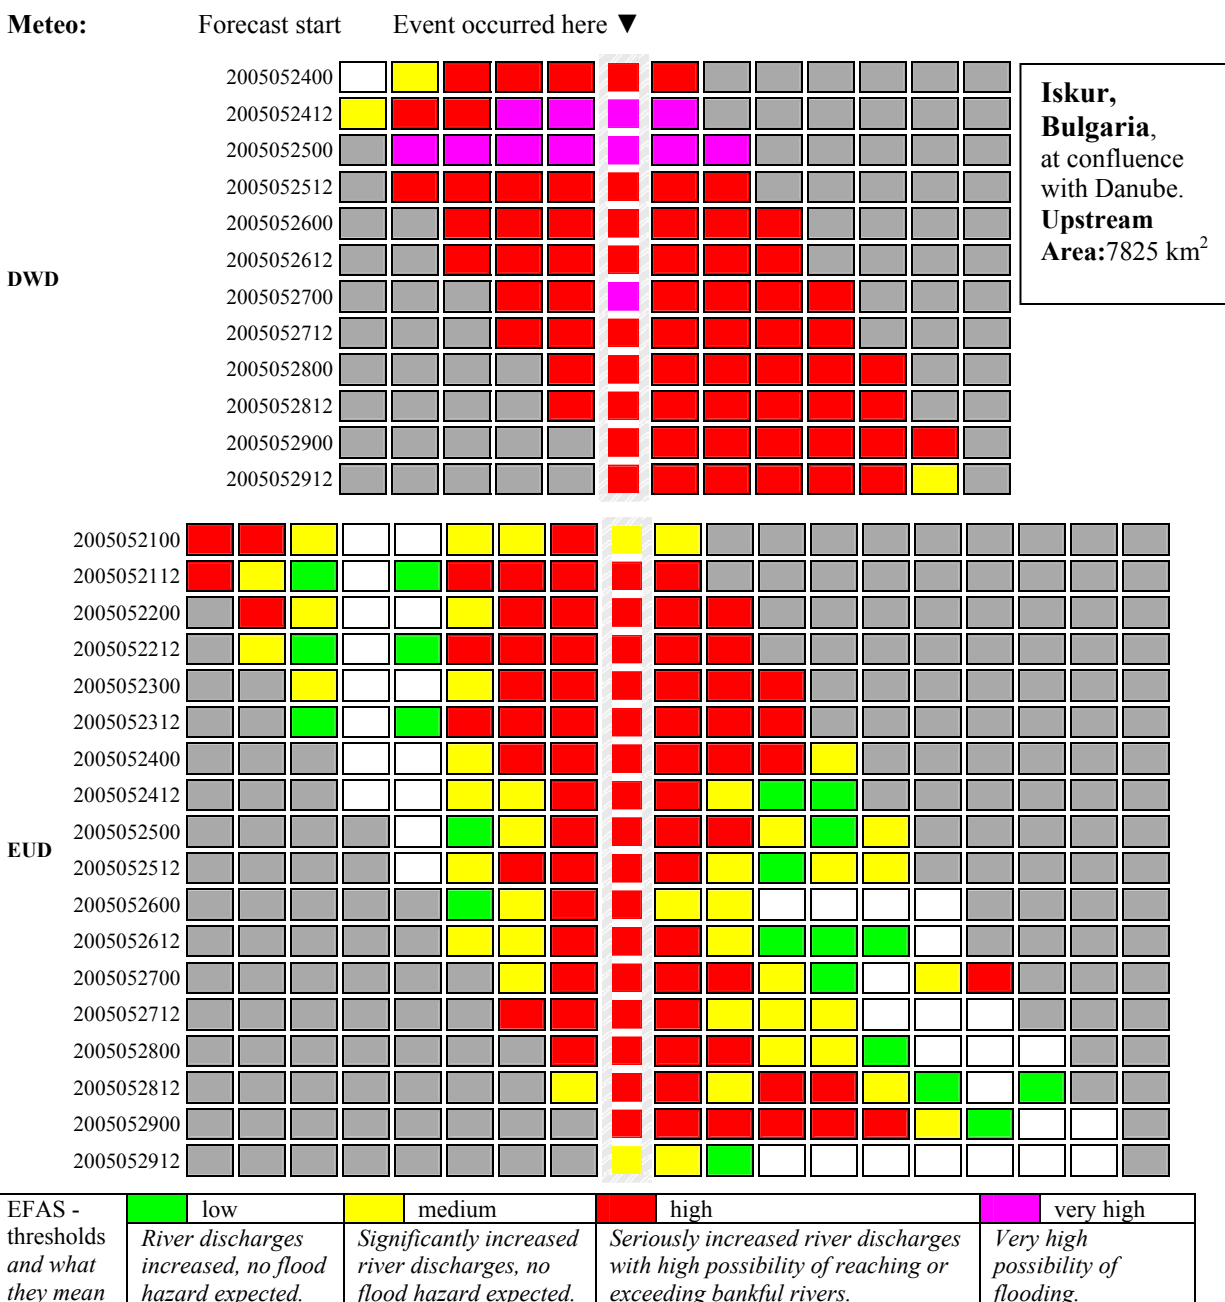 Meteo: Forecast start Event occurred here ▼
2005052400
2005052412
2005052500
2005052512
2005052600
2005052612
DWD
2005052700
2005052712
2005052800
2005052812
2005052900
2005052912
Iskur,
Bulgaria,
at confluence
with Danube.
Upstream
Area:7825 km²
2005052100
2005052112
2005052200
2005052212
2005052300
2005052312
2005052400
2005052412
2005052500
EUD
2005052512
2005052600
2005052612
2005052700
2005052712
2005052800
2005052812
2005052900
2005052912
EFAS -
thresholds
and what
they mean
low
River discharges
increased, no flood
hazard expected.
medium
Significantly increased
river discharges, no
flood hazard expected.
high
Seriously increased river discharges
with high possibility of reaching or
exceeding bankful rivers.
very high
Very high
possibility of
flooding.